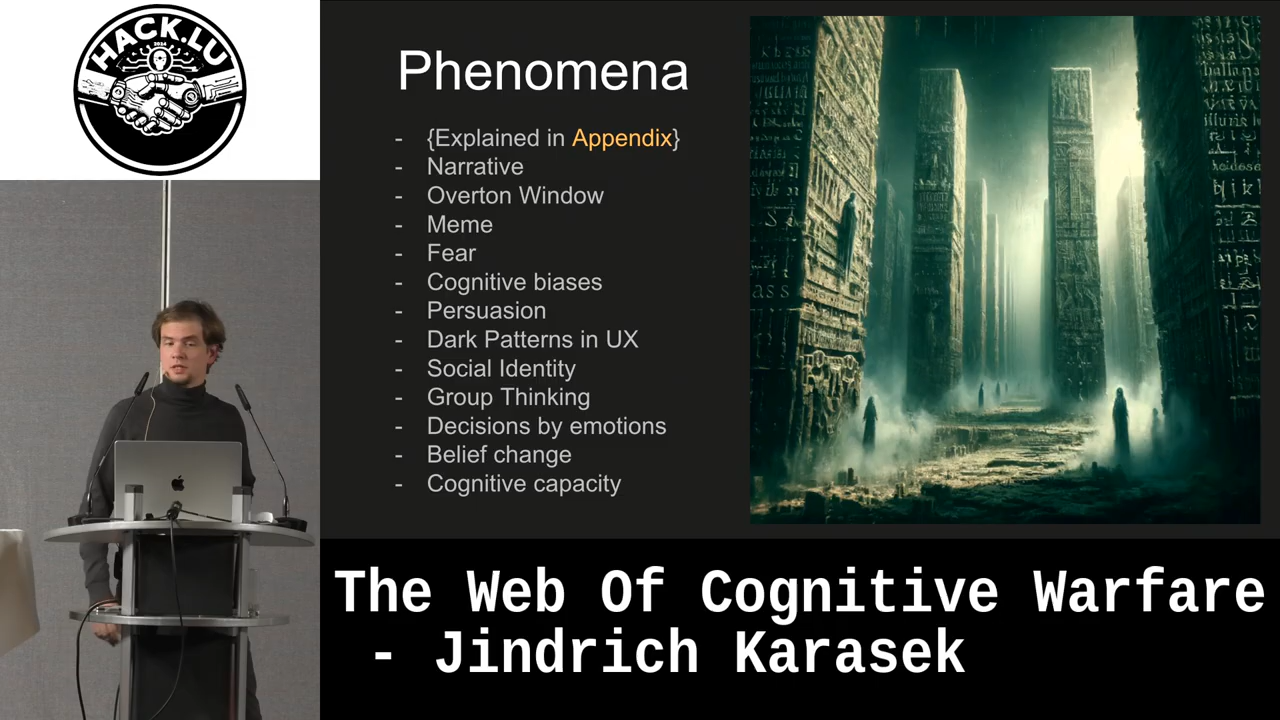 HACK.LU
2024
Phenomena
- {Explained in Appendix}
- Narrative
- Overton Window
- Meme
- Fear
- Cognitive biases
- Persuasion
- Dark Patterns in UX
- Social Identity
- Group Thinking
- Decisions by emotions
- Belief change
- Cognitive capacity
The Web Of Cognitive Warfare
- Jindrich Karasek